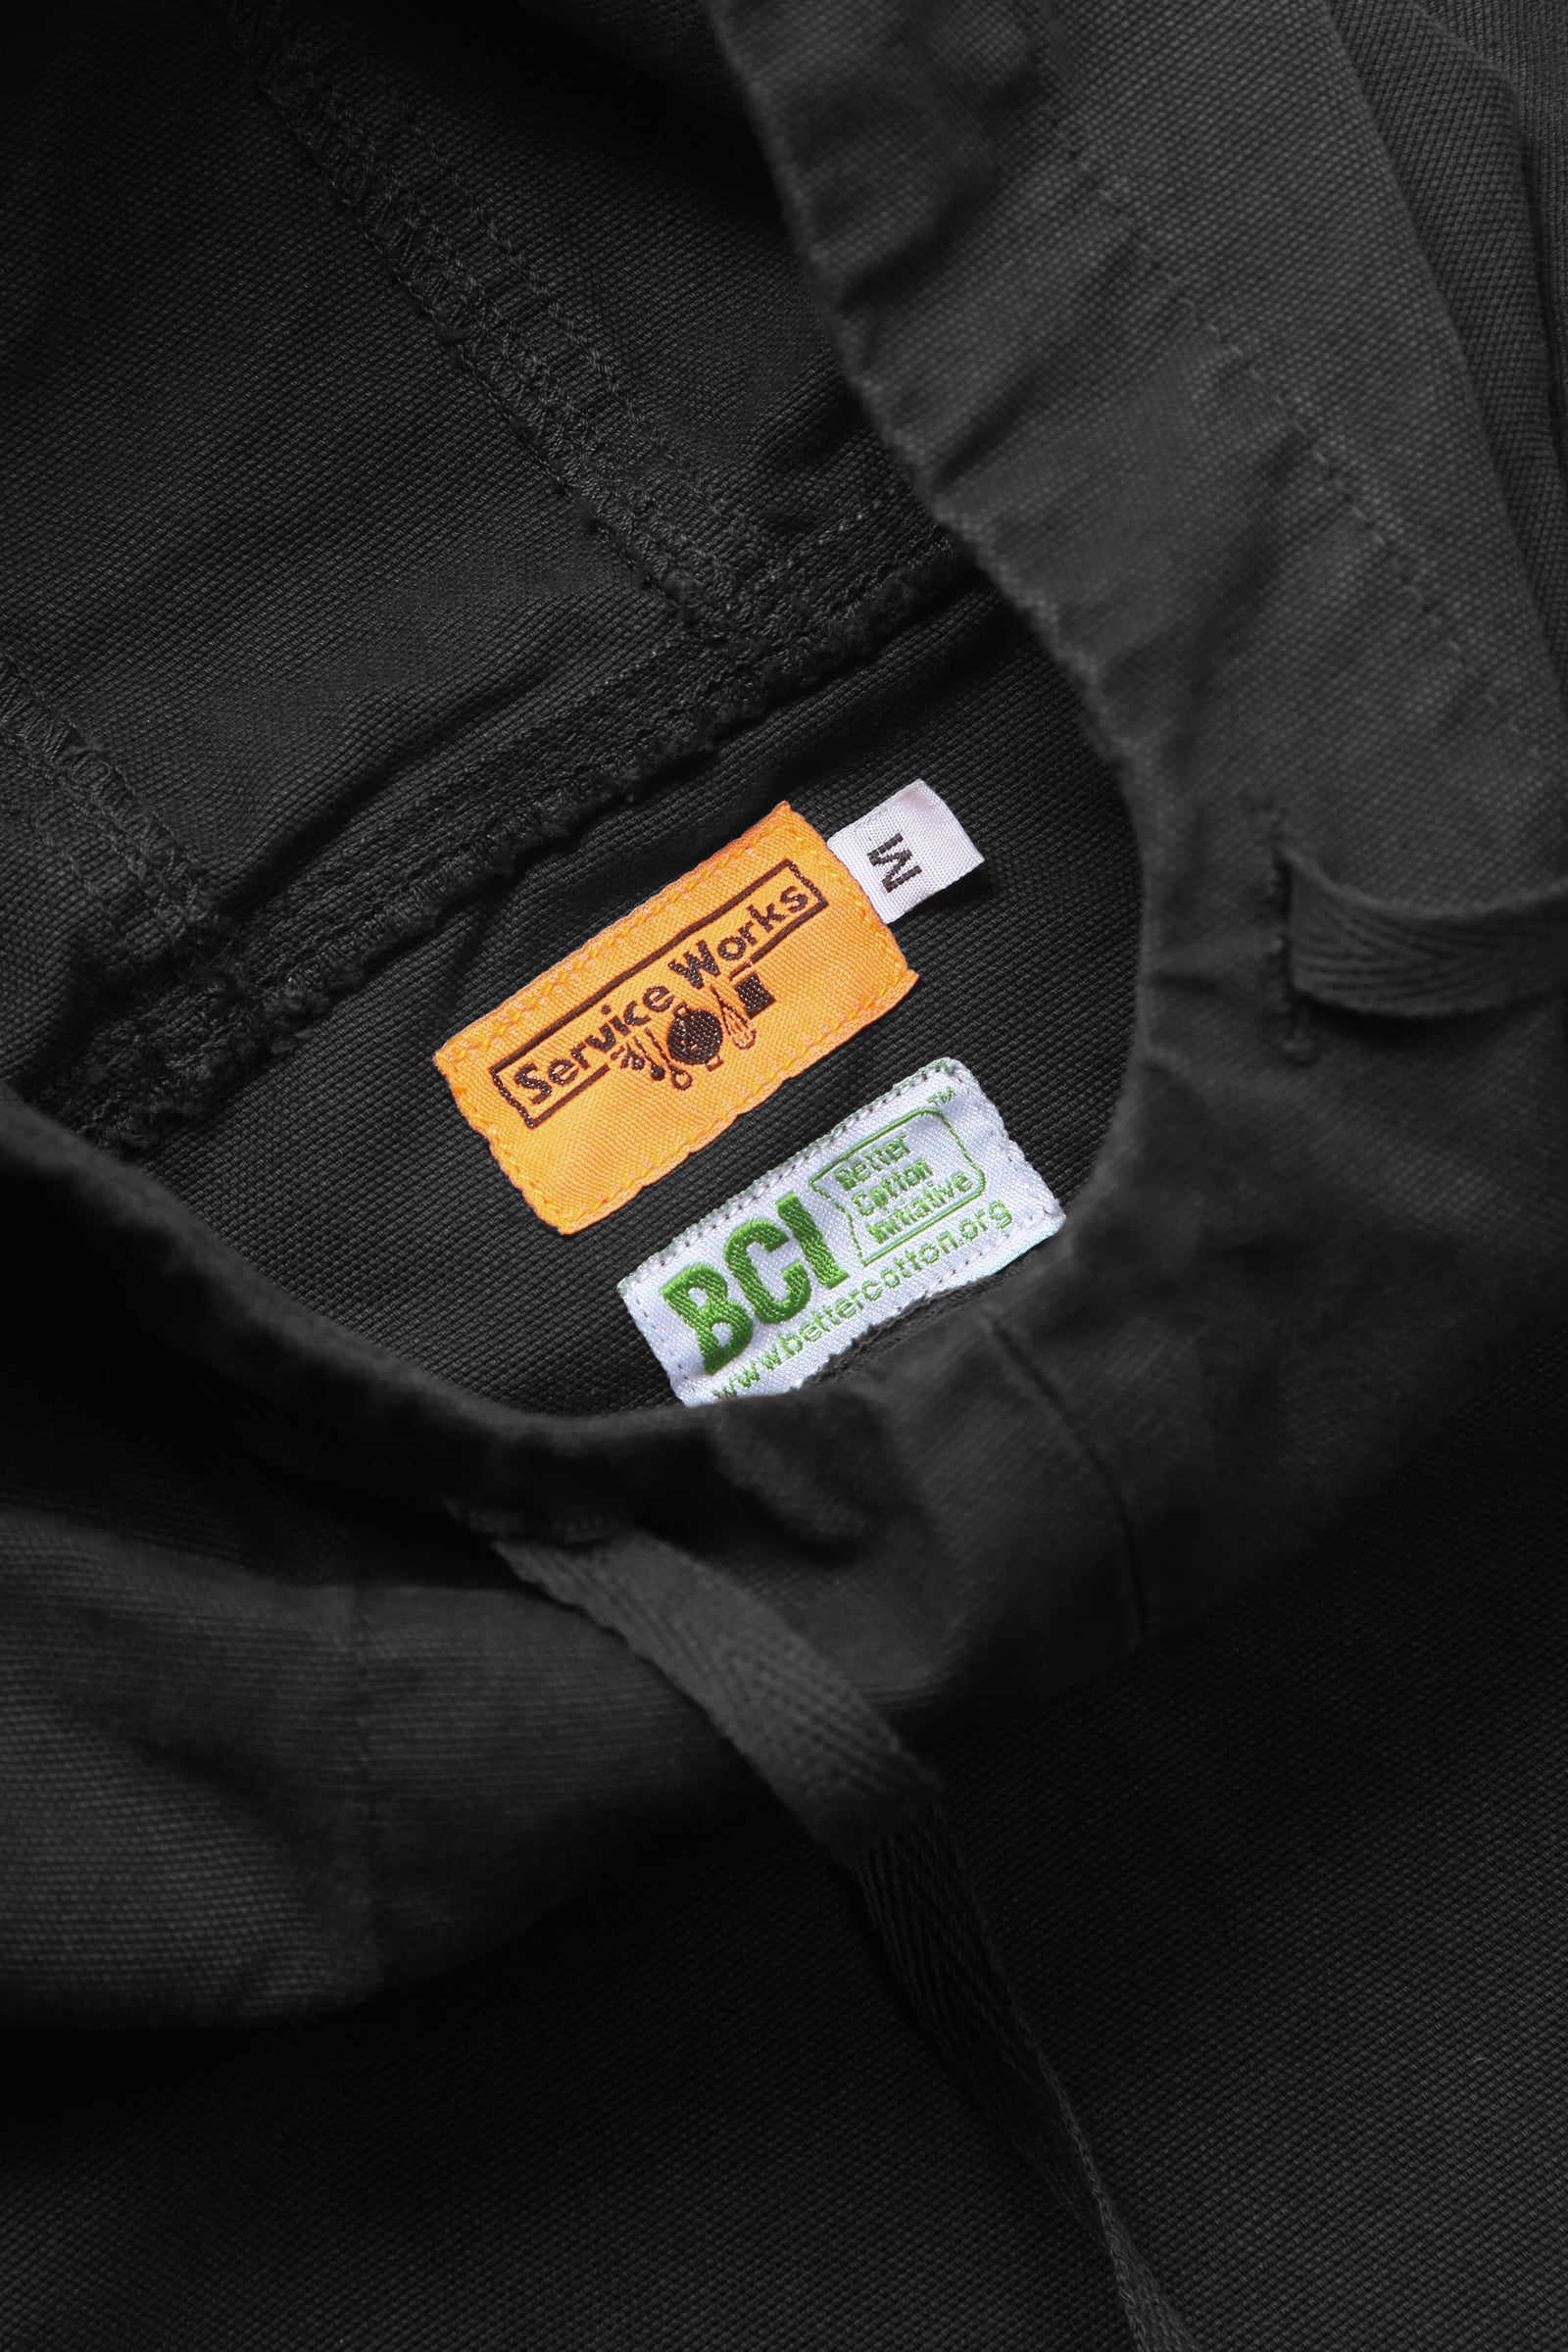 Service Works
M
BCI
Better
Cotton
Initiative
TM
www.bettercotton.org